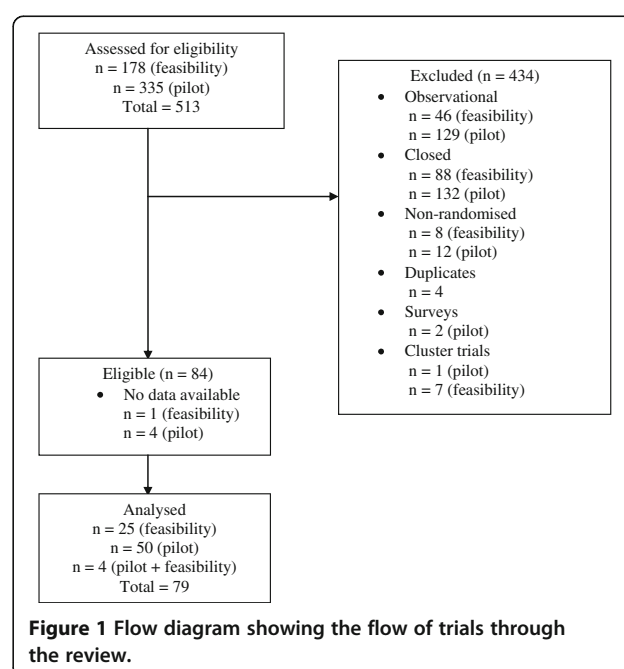 Assessed for eligibility
n = 178 (feasibility)
n = 335 (pilot)
Total = 513
Excluded (n = 434)
• Observational
n = 46 (feasibility)
n = 129 (pilot)
• Closed
n = 88 (feasibility)
n = 132 (pilot)
• Non-randomised
n = 8 (feasibility)
n = 12 (pilot)
• Duplicates
n = 4
• Surveys
n = 2 (pilot)
• Cluster trials
n = 1 (pilot)
n = 7 (feasibility)
Eligible (n = 84)
• No data available
n = 1 (feasibility)
n = 4 (pilot)
Analysed
n = 25 (feasibility)
n = 50 (pilot)
n = 4 (pilot + feasibility)
Total = 79
Figure 1 Flow diagram showing the flow of trials through
the review.